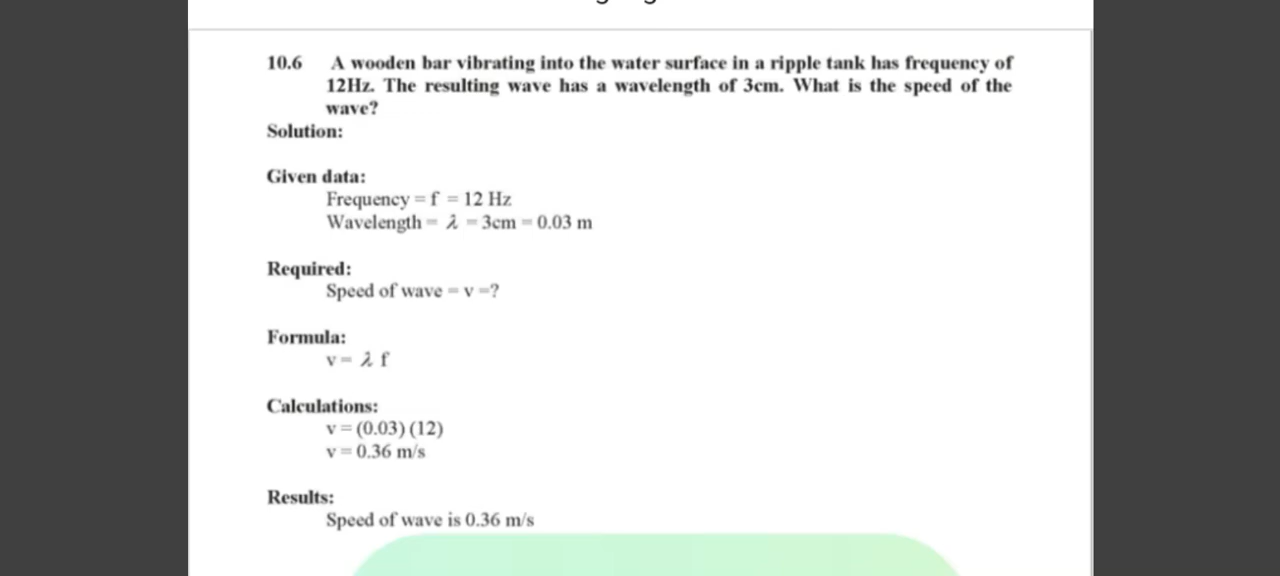 10.6 A wooden bar vibrating into the water surface in a ripple tank has frequency of
12Hz. The resulting wave has a wavelength of 3cm. What is the speed of the
wave?
Solution:
Given data:
Frequency = f = 12 Hz
Wavelength = λ = 3cm = 0.03 m
Required:
Speed of wave = v =?
Formula:
v = λ f
Calculations:
v = (0.03) (12)
v = 0.36 m/s
Results:
Speed of wave is 0.36 m/s